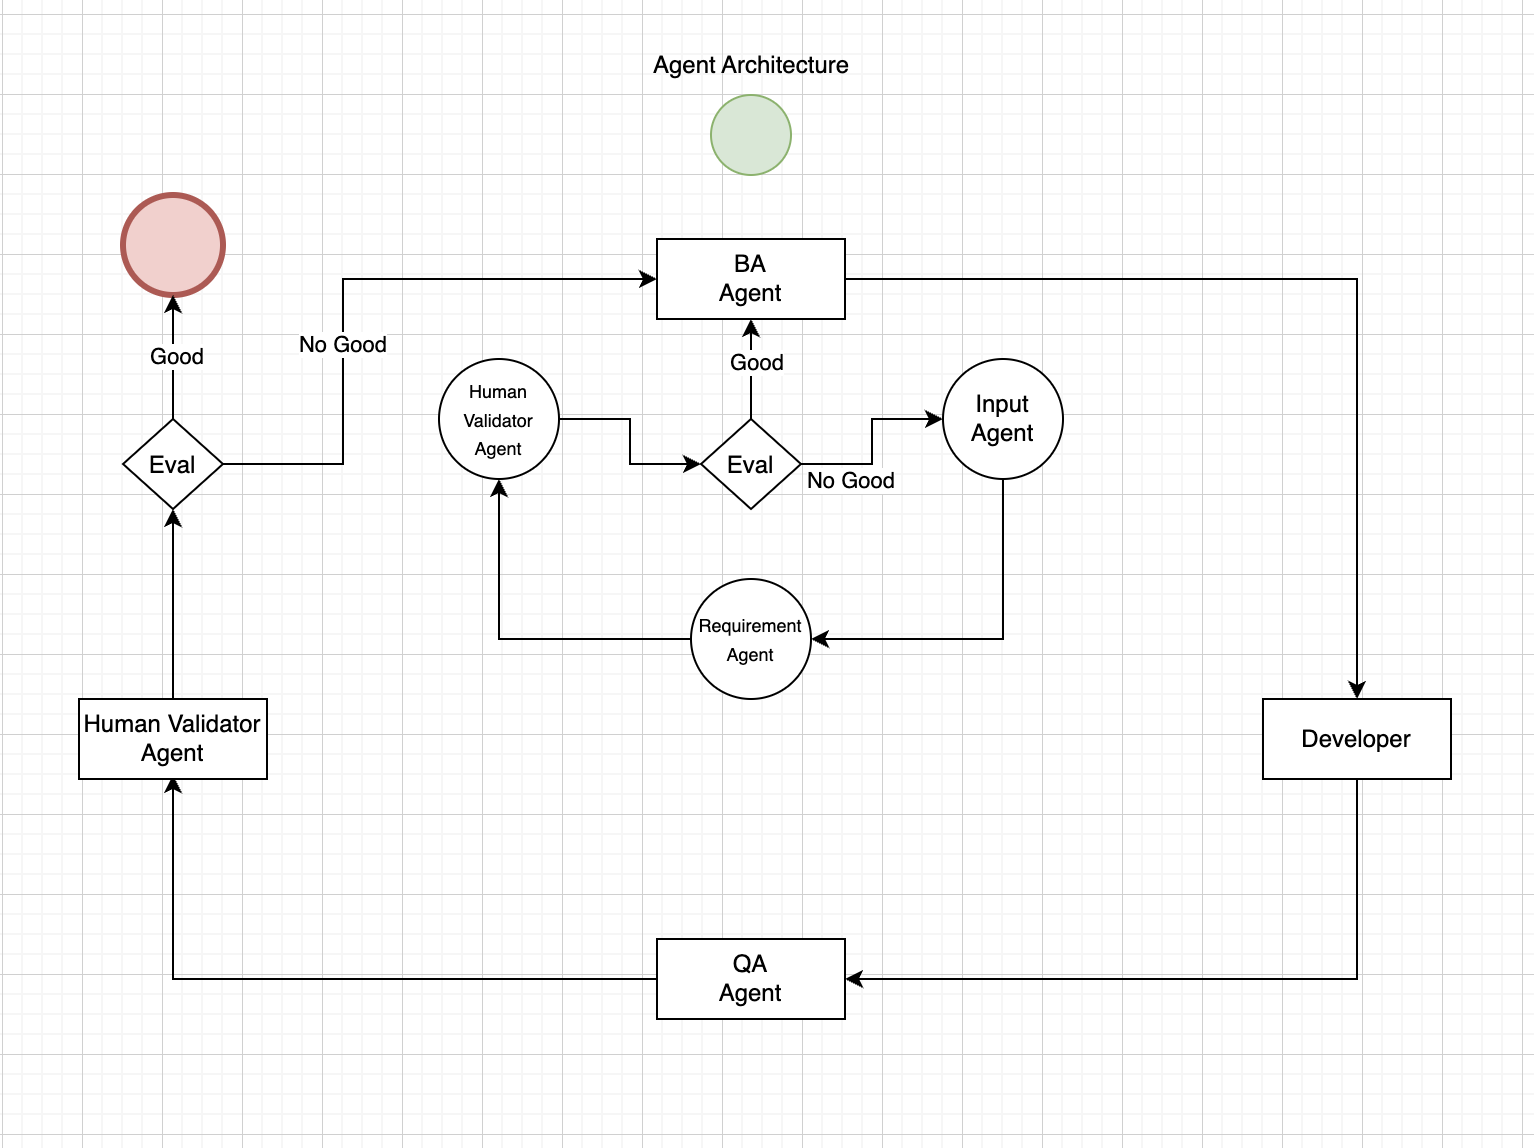 Agent Architecture
BA
Agent
Good
No Good
Human
Validator
Agent
Good
Input
Agent
Eval
Eval
No Good
Requirement
Agent
Human Validator
Agent
Developer
QA
Agent